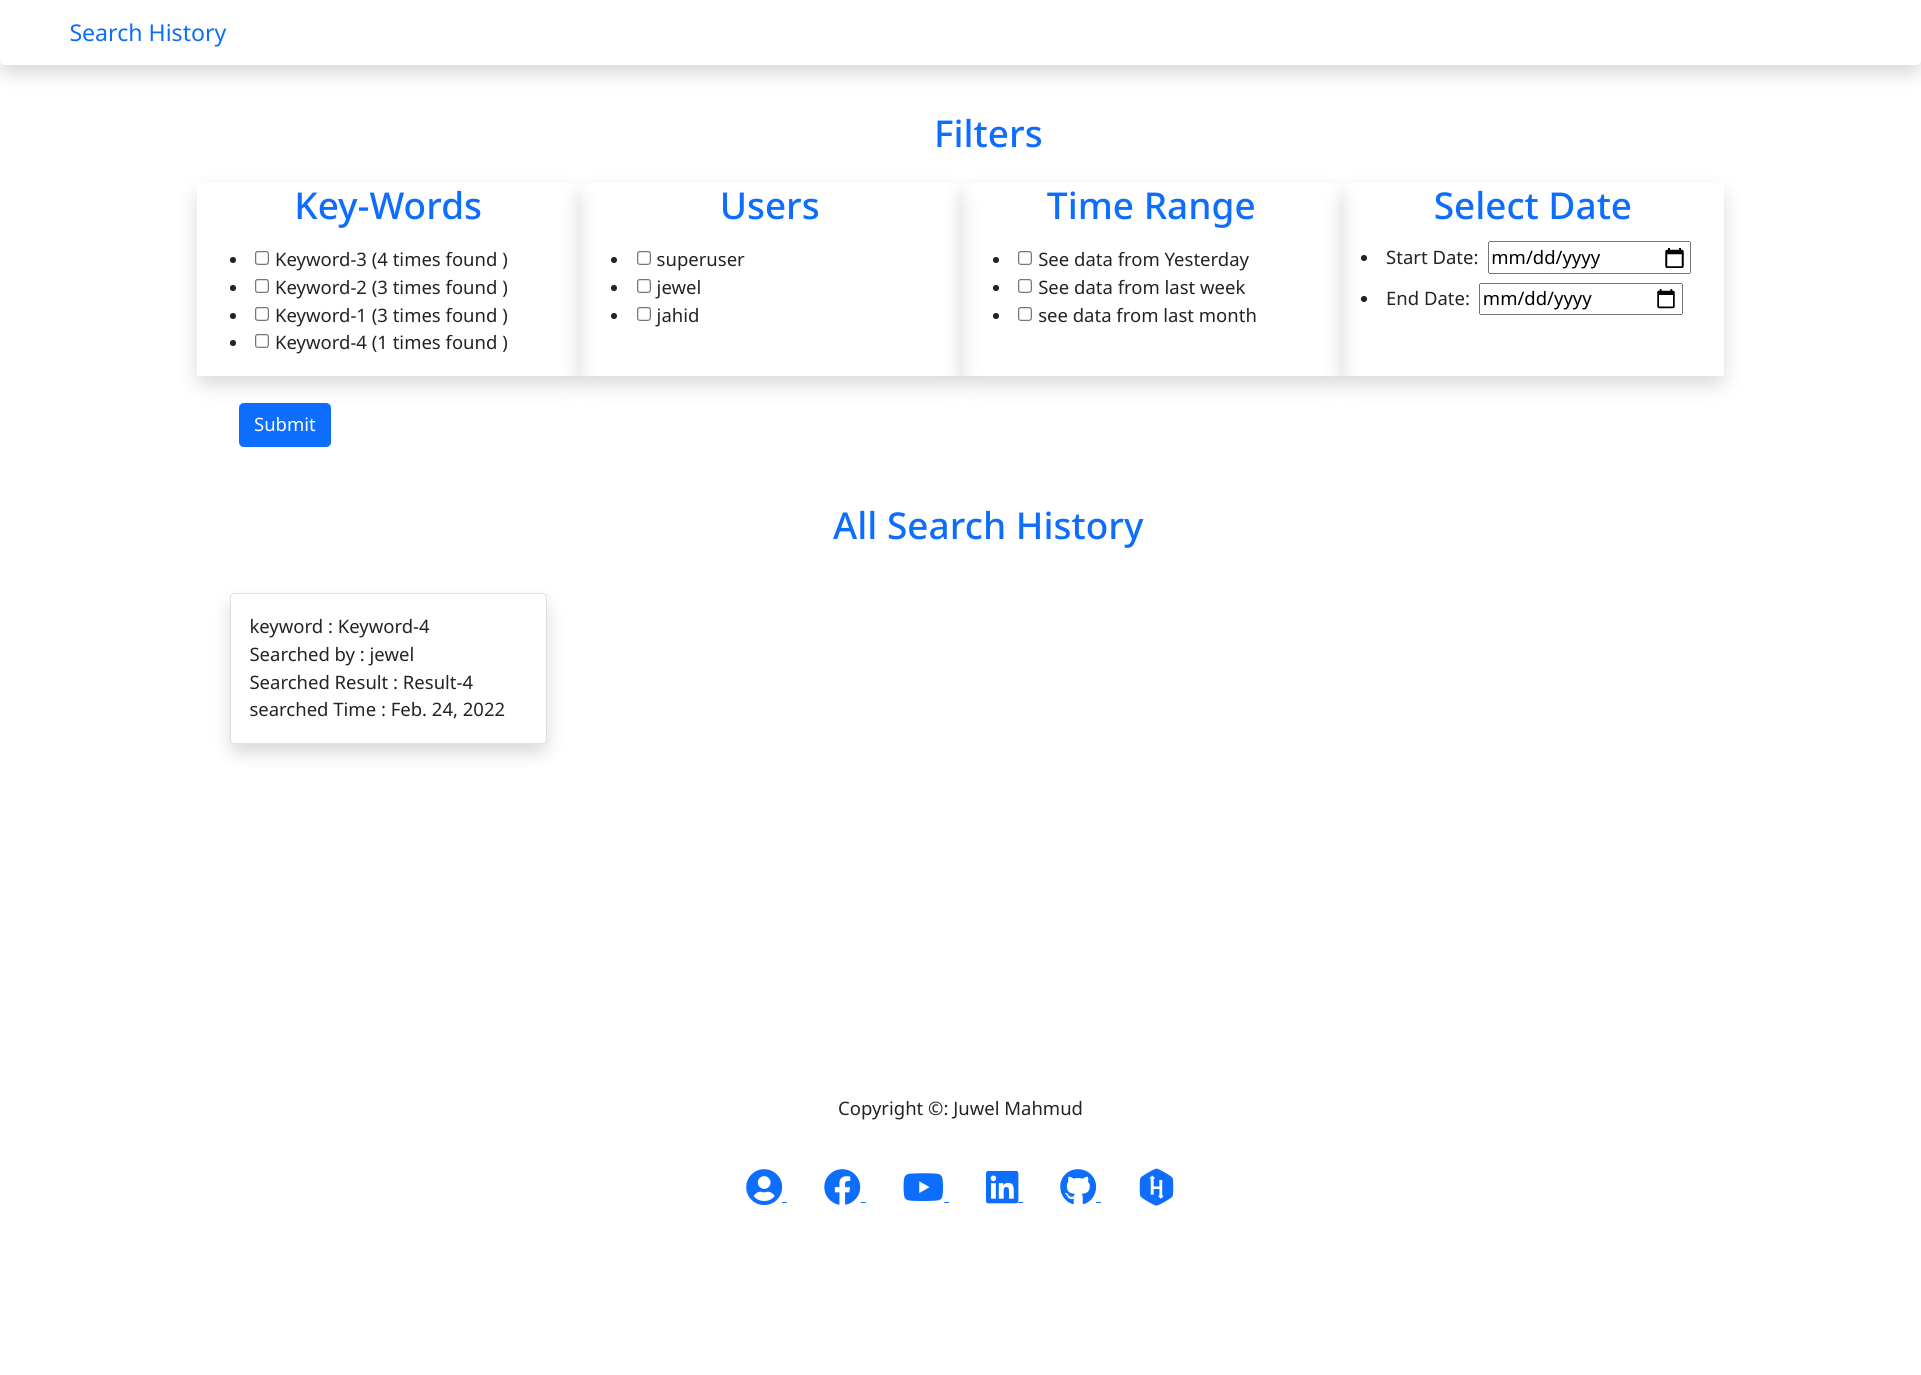 Search History
Filters
Key-Words
Keyword-3 (4 times found )
Keyword-2 (3 times found )
Keyword-1 (3 times found )
Keyword-4 (1 times found )
Users
superuser
jewel
jahid
Time Range
See data from Yesterday
See data from last week
see data from last month
Select Date
Start Date: mm/dd/yyyy
End Date: mm/dd/yyyy
Submit
All Search History
keyword : Keyword-4
Searched by : jewel
Searched Result : Result-4
searched Time : Feb. 24, 2022
Copyright ©: Juwel Mahmud